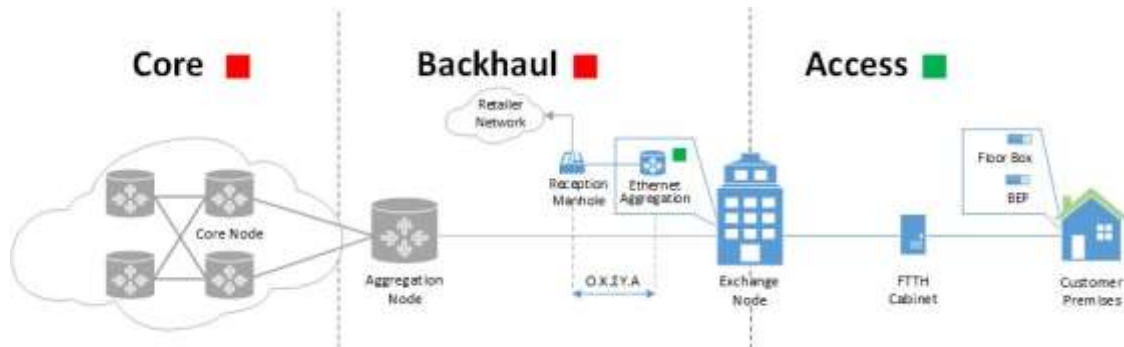 Core
Backhaul
Access
Retailer
Network
Floor Box
BEP
Reception
Manhole
Ethernet
Aggregation
Core Node
Aggregation
Node
Ο.Κ.ΣΥ.Α
Exchange
Node
FTTH
Cabinet
Customer
Premises